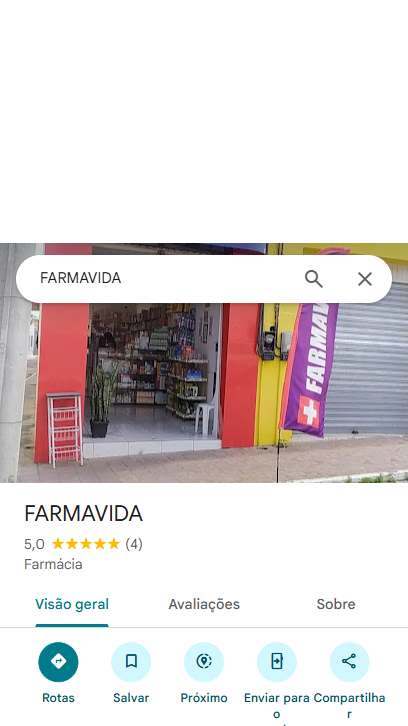 FARMAVIDA
FARMAV
FARMAVIDA
5,0 (4)
Farmácia
Visão geral Avaliações Sobre
Rotas Salvar Próximo Enviar para o Compartilhar